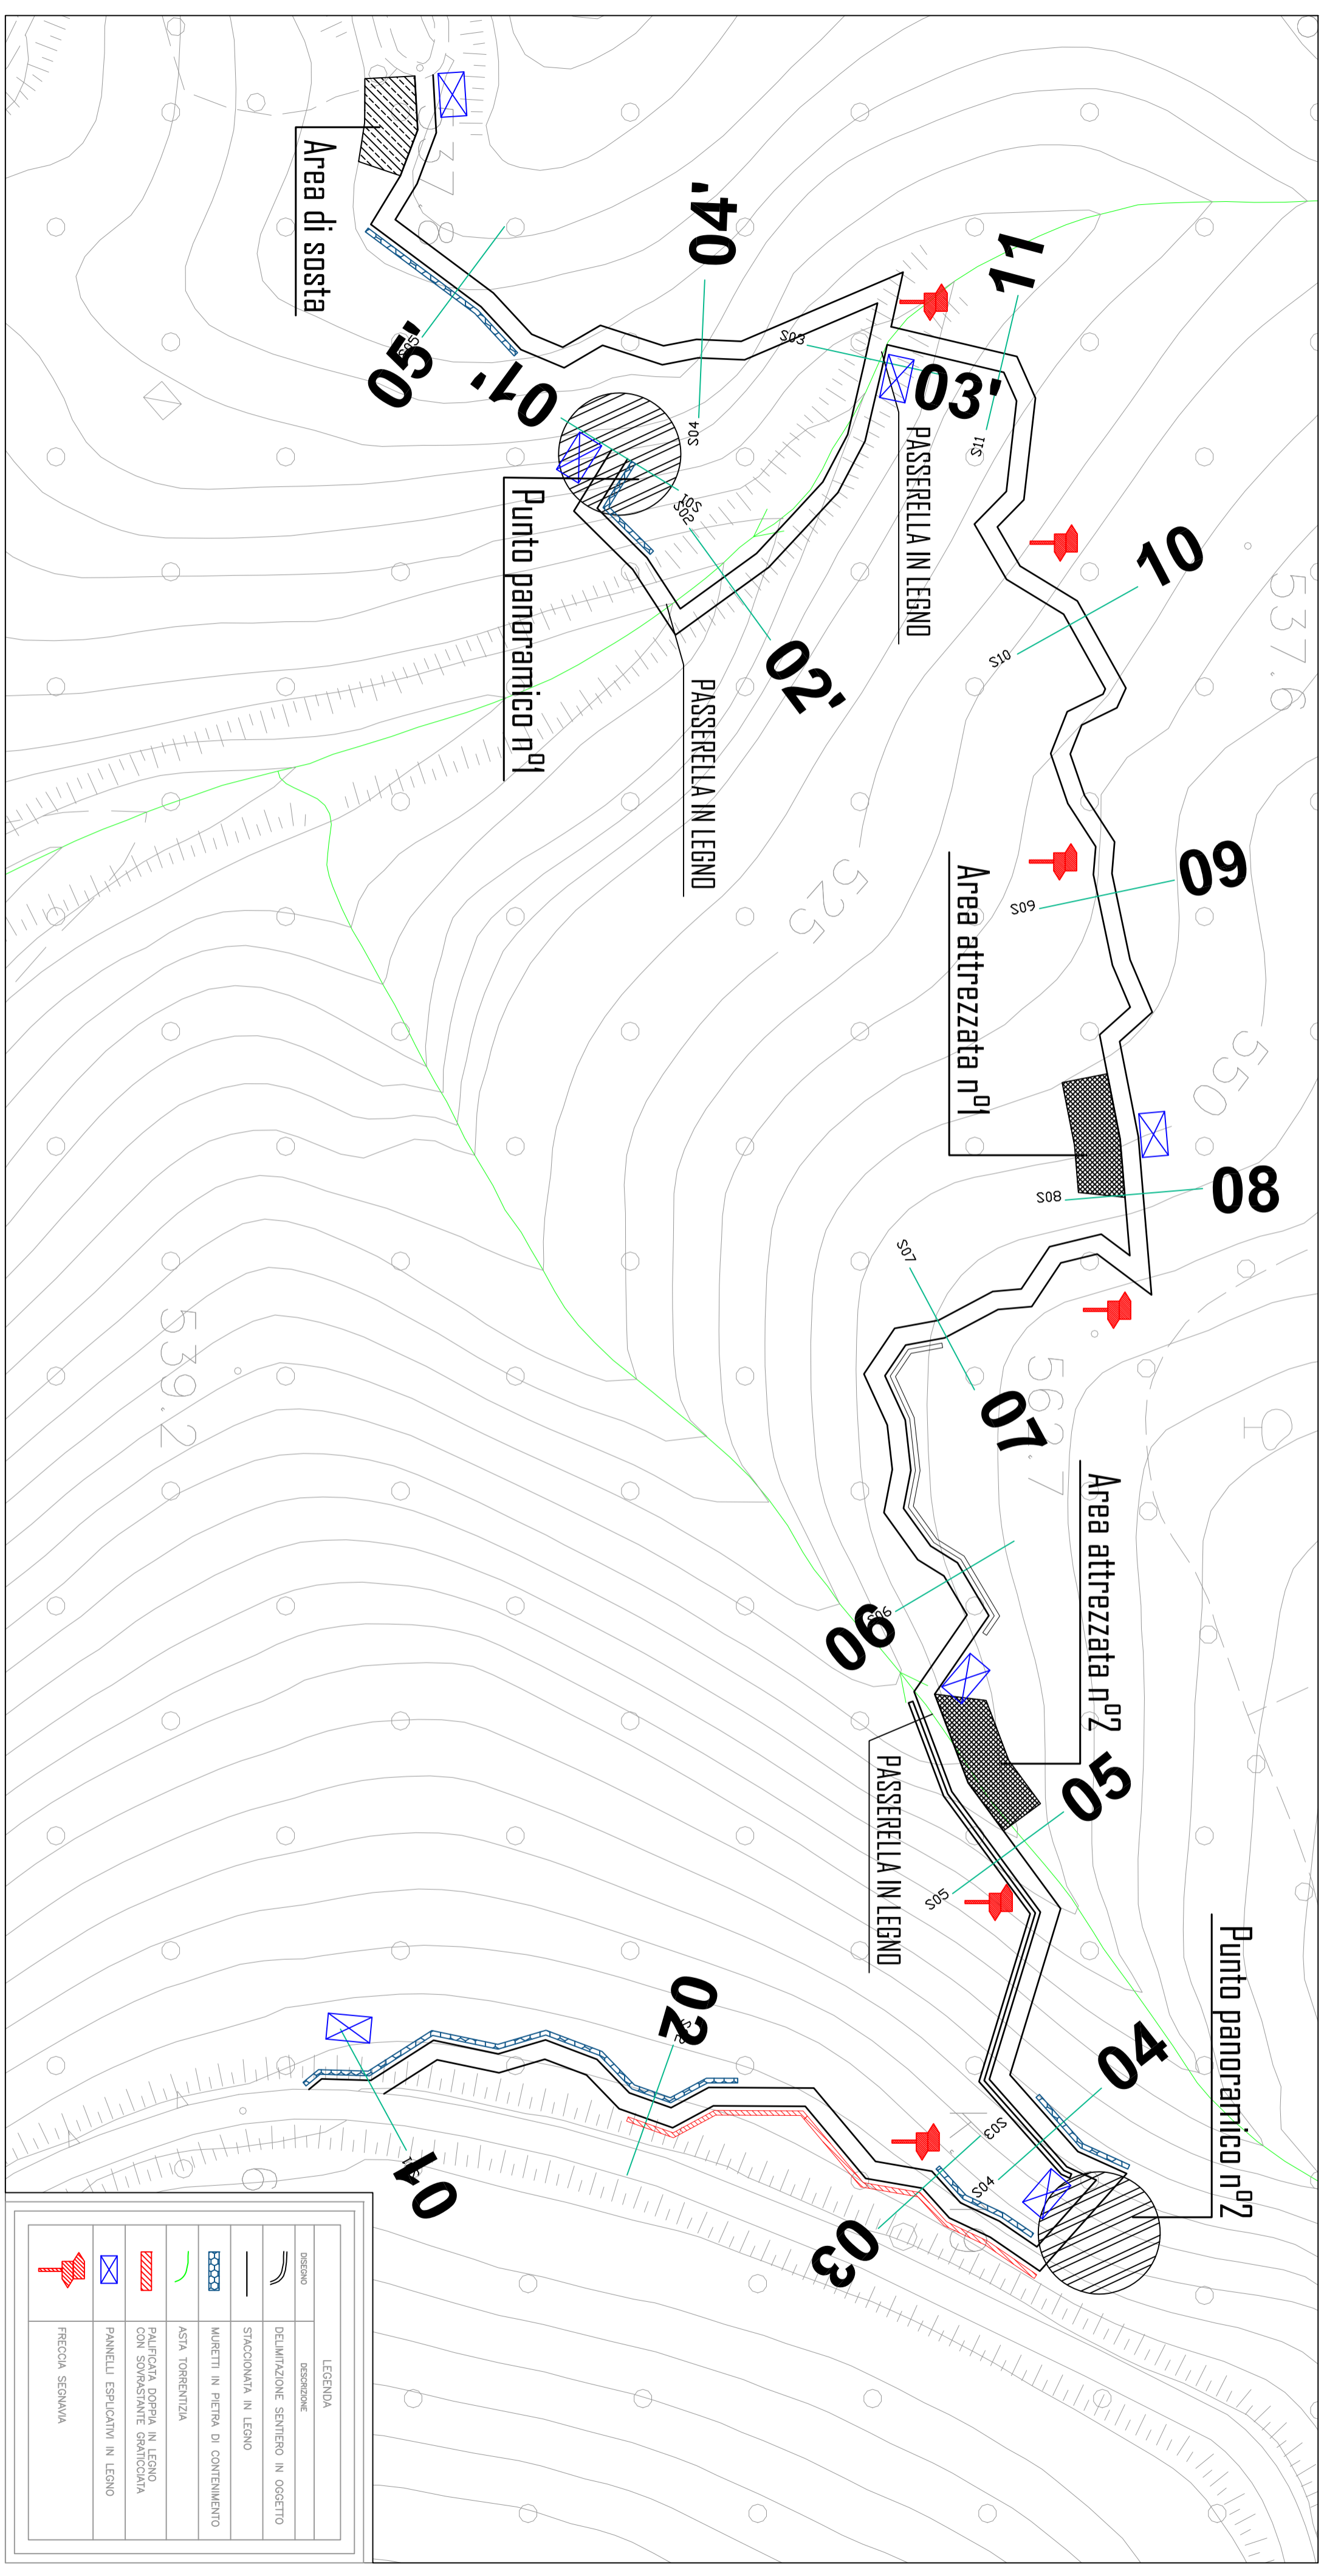 Area di sosta
Punto panoramico n°1
PASSERELLA IN LEGNO
PASSERELLA IN LEGNO
Area attrezzata n°1
Area attrezzata n°2
PASSERELLA IN LEGNO
Punto panoramico n°2
04'
05'
01'
03'
02'
11
10
09
08
07
06
05
04
03
02
01
S03
S04
S01
S02
S11
S10
S09
S08
S07
S05
S03
S04
537.6
525
550
539.2
LEGENDA
DISEGNO
DESCRIZIONE
DELIMITAZIONE SENTIERO IN OGGETTO
STACCIONATA IN LEGNO
MURETTI IN PIETRA DI CONTENIMENTO
ASTA TORRENTIZIA
PALIFICATA DOPPIA IN LEGNO
CON SOVRASTANTE GRATICCIATA
PANNELLI ESPLICATIVI IN LEGNO
FRECCIA SEGNAVIA